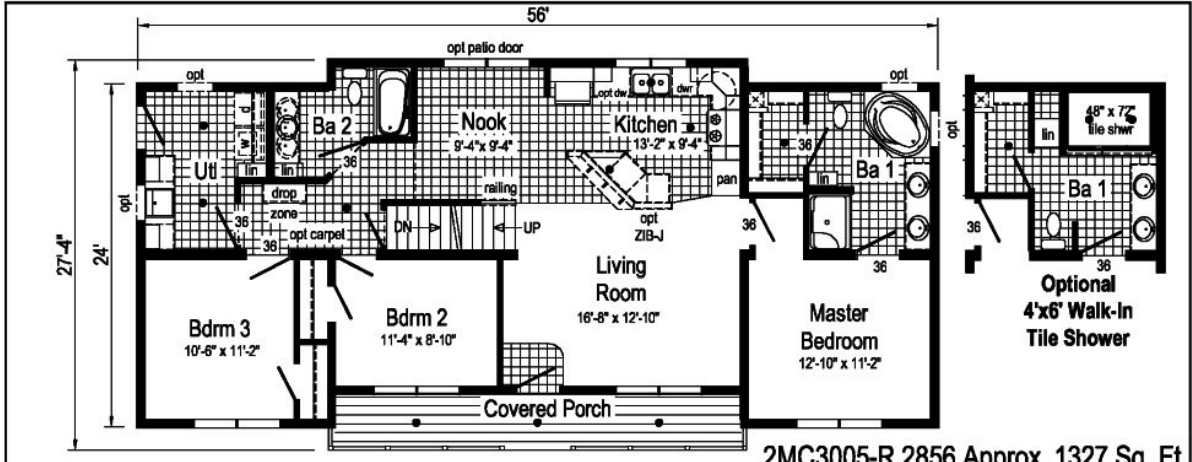 56'
opt patio door
opt
opt
27'-4"
24'
opt
d
w
lin
Uti
Ba 2
lin
36
Nook
9'-4"x 9'-4"
opt dw
dwr
Kitchen
13'-2" x 9'-4"
pan
36
lin
Ba 1
opt
lin
48" x 72"
tile shwr
36
Ba 1
drop
zone
opt carpet
36
36
railing
DN
UP
opt
ZIB-J
36
36
36
36
Optional
4'x6' Walk-In
Tile Shower
Living
Room
16'-8" x 12'-10"
Bdrm 3
10'-6" x 11'-2"
Bdrm 2
11'-4" x 8'-10"
Master
Bedroom
12'-10" x 11'-2"
Covered Porch
2MC3005-R 2856 Approx. 1327 Sq. Ft.